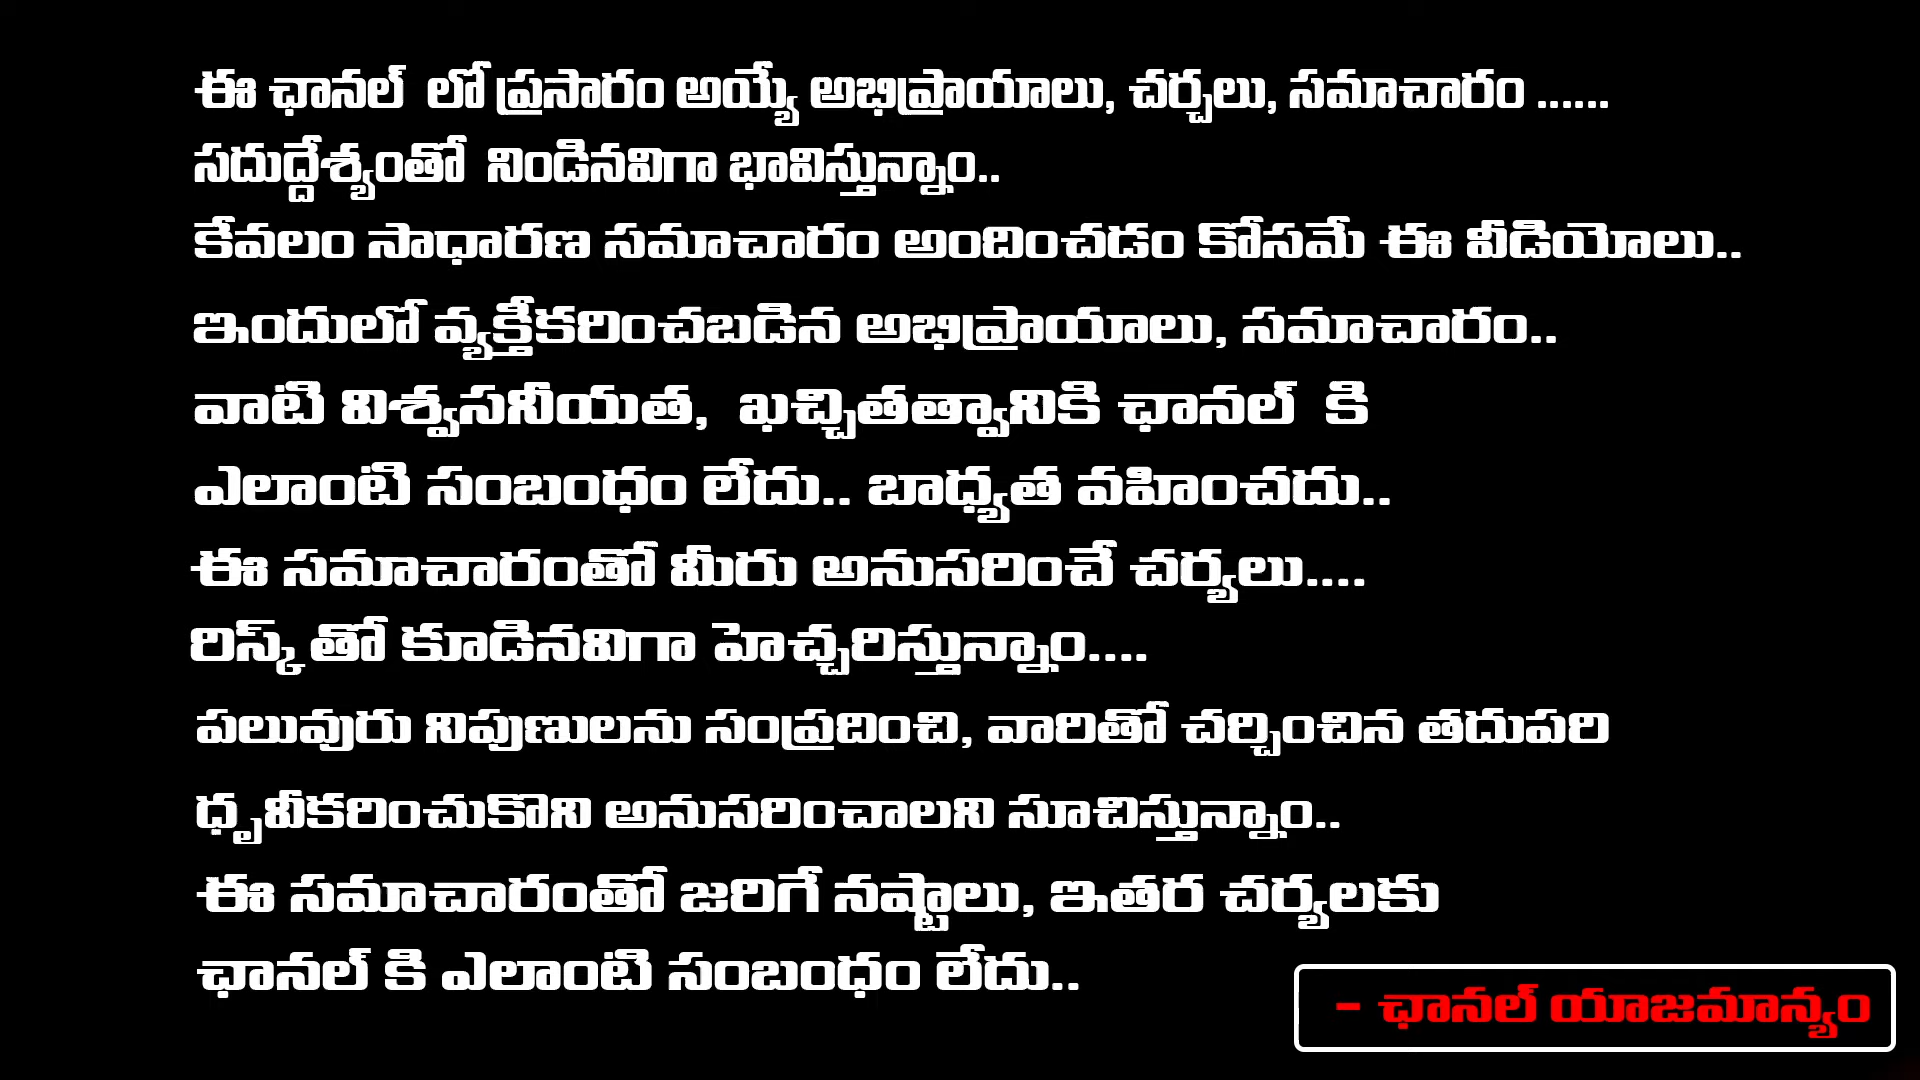 ఈ ఛానల్ లో ప్రసారం అయ్యే అభిప్రాయాలు, చర్చలు, సమాచారం ......
సదుద్దేశ్యంతో నిండినవిగా భావిస్తున్నాం..
కేవలం సాధారణ సమాచారం అందించడం కోసమే ఈ వీడియోలు..
ఇందులో వ్యక్తీకరించబడిన అభిప్రాయాలు, సమాచారం..
వాటి విశ్వసనీయత, ఖచ్చితత్వానికి ఛానల్ కి
ఎలాంటి సంబంధం లేదు.. బాధ్యత వహించదు..
ఈ సమాచారంతో మీరు అనుసరించే చర్యలు....
రిస్క్ తో కూడినవిగా హెచ్చరిస్తున్నాం....
పలువురు నిపుణులను సంప్రదించి, వారితో చర్చించిన తదుపరి
ధృవీకరించుకొని అనుసరించాలని సూచిస్తున్నాం..
ఈ సమాచారంతో జరిగే నష్టాలు, ఇతర చర్యలకు
ఛానల్ కి ఎలాంటి సంబంధం లేదు..
- ఛానల్ యాజమాన్యం